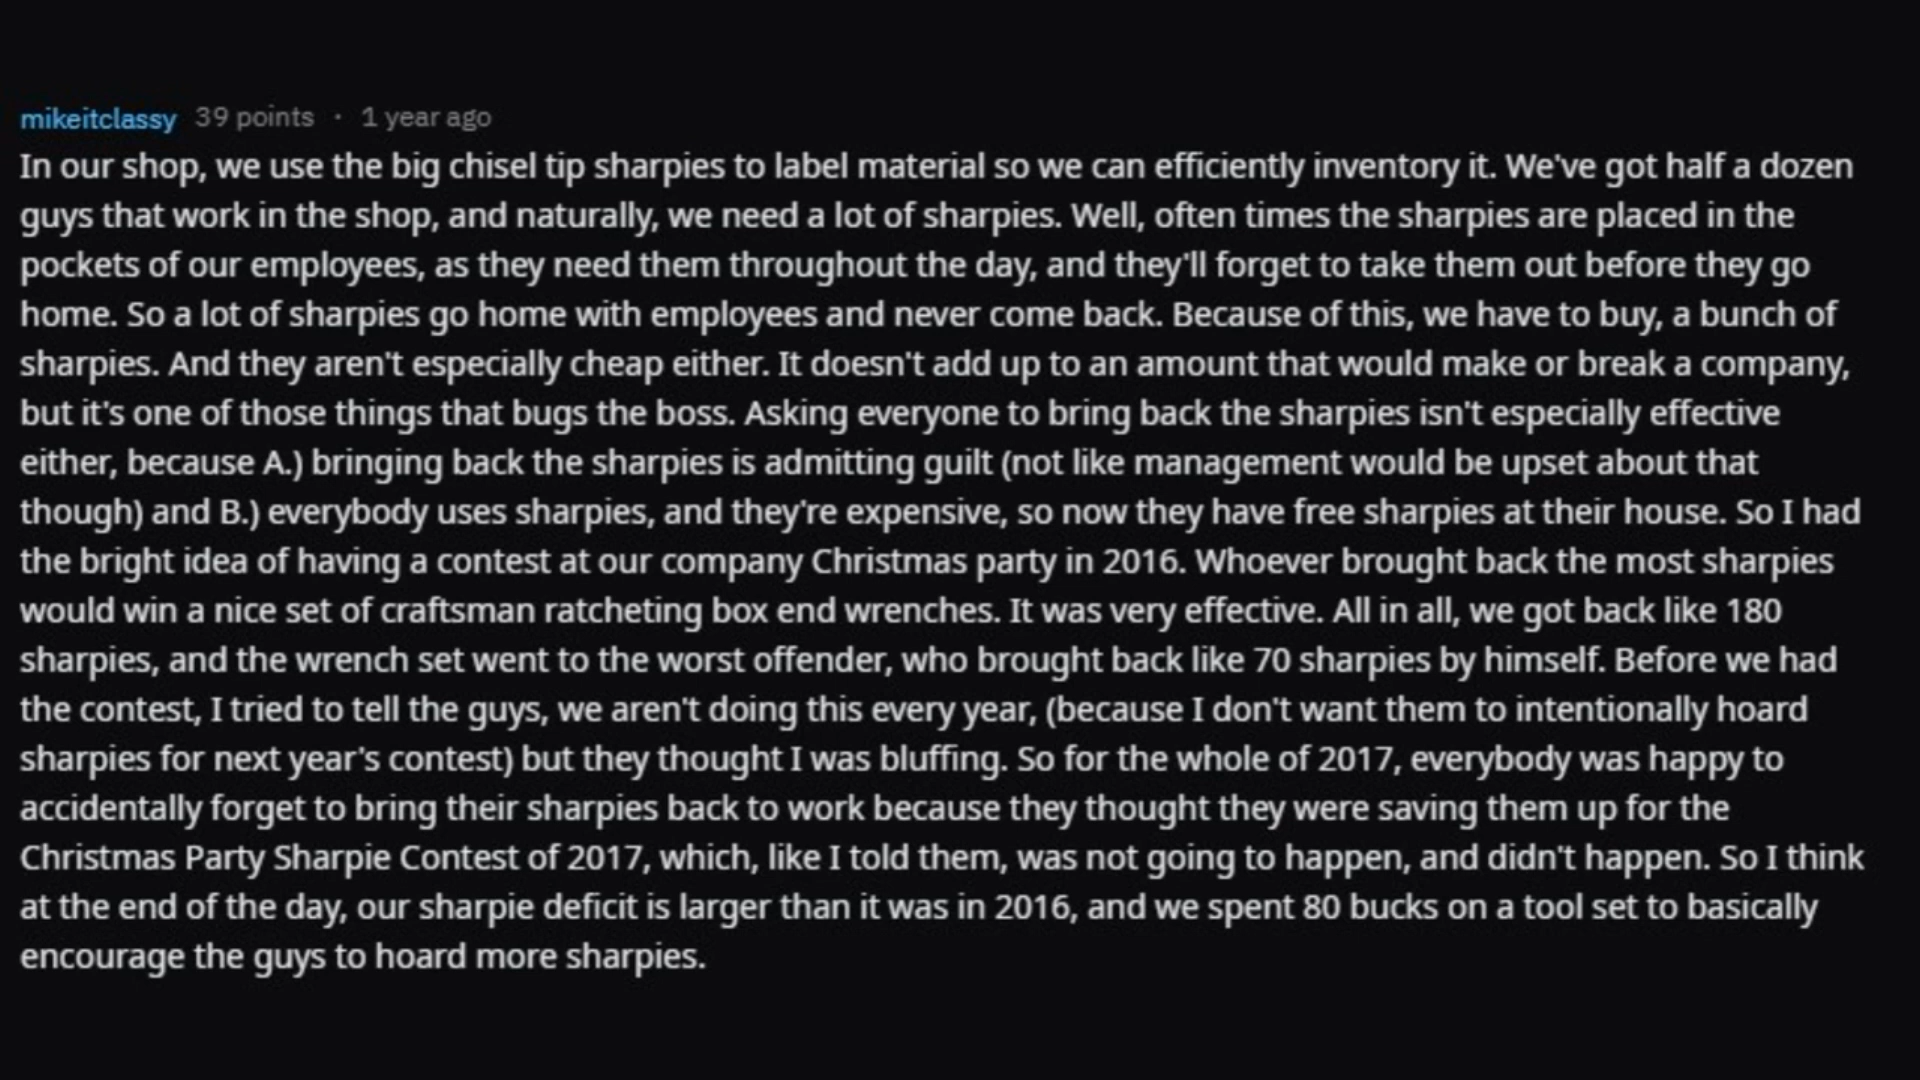 mikeitclassy 39 points · 1 year ago
In our shop, we use the big chisel tip sharpies to label material so we can efficiently inventory it. We've got half a dozen
guys that work in the shop, and naturally, we need a lot of sharpies. Well, often times the sharpies are placed in the
pockets of our employees, as they need them throughout the day, and they'll forget to take them out before they go
home. So a lot of sharpies go home with employees and never come back. Because of this, we have to buy, a bunch of
sharpies. And they aren't especially cheap either. It doesn't add up to an amount that would make or break a company,
but it's one of those things that bugs the boss. Asking everyone to bring back the sharpies isn't especially effective
either, because A.) bringing back the sharpies is admitting guilt (not like management would be upset about that
though) and B.) everybody uses sharpies, and they're expensive, so now they have free sharpies at their house. So I had
the bright idea of having a contest at our company Christmas party in 2016. Whoever brought back the most sharpies
would win a nice set of craftsman ratcheting box end wrenches. It was very effective. All in all, we got back like 180
sharpies, and the wrench set went to the worst offender, who brought back like 70 sharpies by himself. Before we had
the contest, I tried to tell the guys, we aren't doing this every year, (because I don't want them to intentionally hoard
sharpies for next year's contest) but they thought I was bluffing. So for the whole of 2017, everybody was happy to
accidentally forget to bring their sharpies back to work because they thought they were saving them up for the
Christmas Party Sharpie Contest of 2017, which, like I told them, was not going to happen, and didn't happen. So I think
at the end of the day, our sharpie deficit is larger than it was in 2016, and we spent 80 bucks on a tool set to basically
encourage the guys to hoard more sharpies.